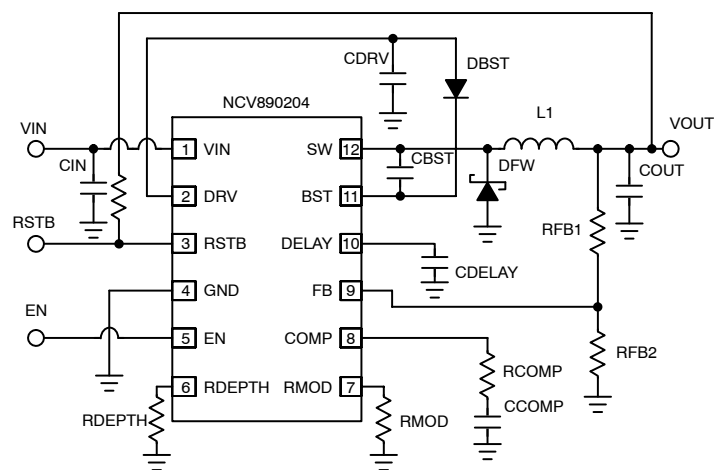 CDRV
DBST
NCV890204
L1
VIN
VOUT
1 VIN
SW 12
CIN
CBST
DFW
COUT
2 DRV
BST 11
RSTB
RFB1
3 RSTB
DELAY 10
CDELAY
4 GND
FB 9
EN
5 EN
COMP 8
RFB2
RCOMP
6 RDEPTH
RMOD 7
CCOMP
RDEPTH
RMOD